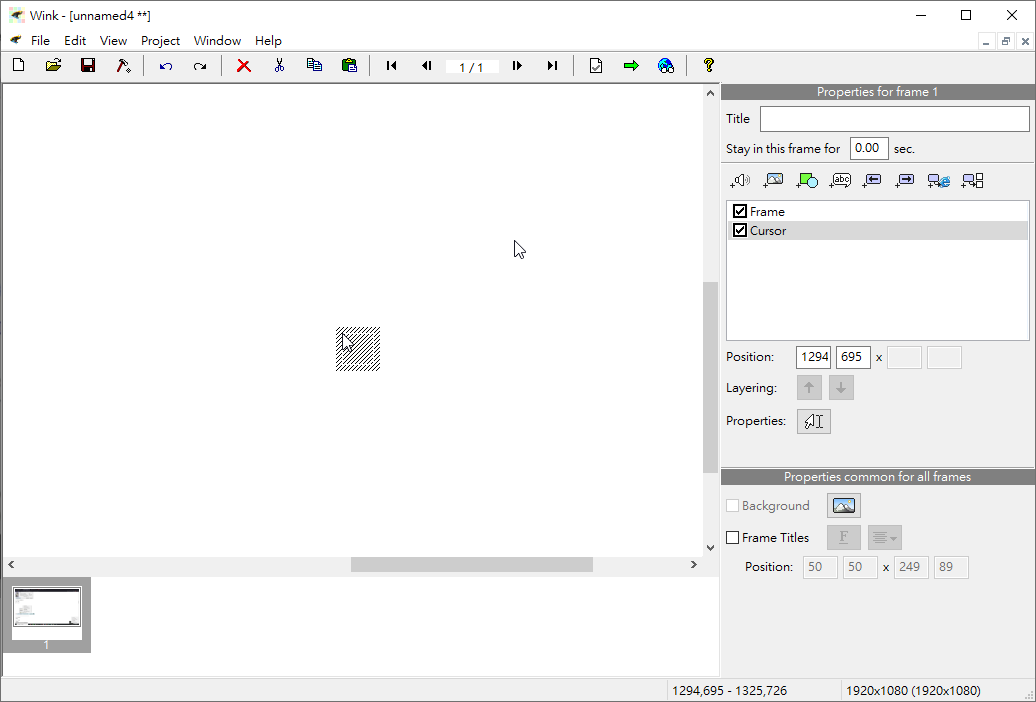 Wink - [unnamed4 **]
File Edit View Project Window Help
1 / 1
Properties for frame 1
Title
Stay in this frame for 0.00 sec.
abc
Frame
Cursor
Position: 1294 695 x
Layering:
Properties:
Properties common for all frames
Background
Frame Titles F
Position: 50 50 x 249 89
1
1294,695 - 1325,726 1920x1080 (1920x1080)